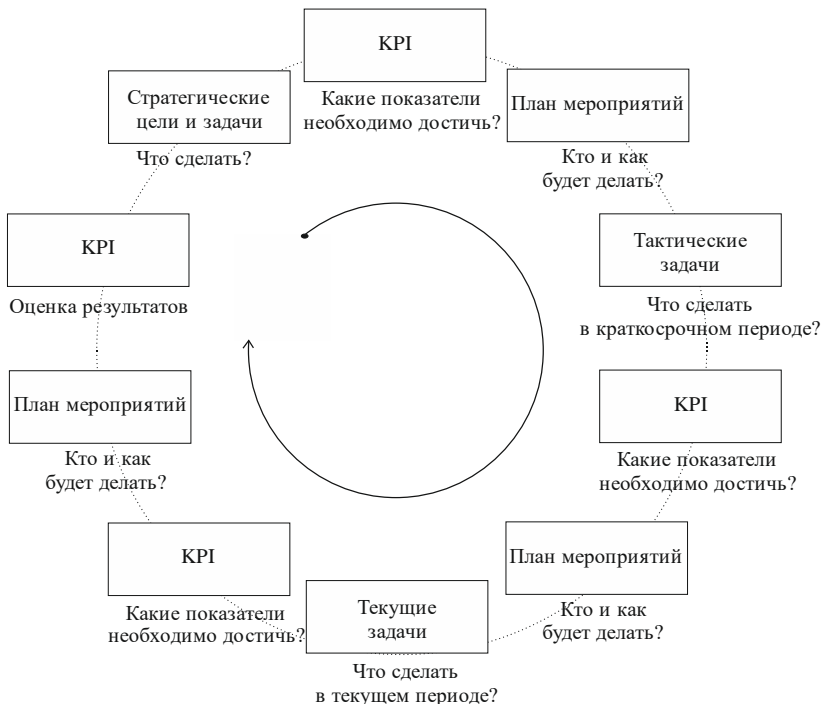 KPI
Какие показатели
необходимо достичь?
План мероприятий
Кто и как
будет делать?
Тактические
задачи
Что сделать
в краткосрочном периоде?
KPI
Какие показатели
необходимо достичь?
План мероприятий
Кто и как
будет делать?
Текущие
задачи
Что сделать
в текущем периоде?
KPI
Какие показатели
необходимо достичь?
План мероприятий
Кто и как
будет делать?
KPI
Оценка результатов
Стратегические
цели и задачи
Что сделать?